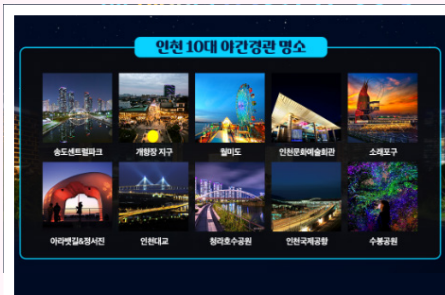 인천 10대 야간경관 명소
송도센트럴파크
개항장 지구
월미도
인천문화예술회관
소래포구
아라뱃길&정서진
인천대교
청라호수공원
인천국제공항
수봉공원